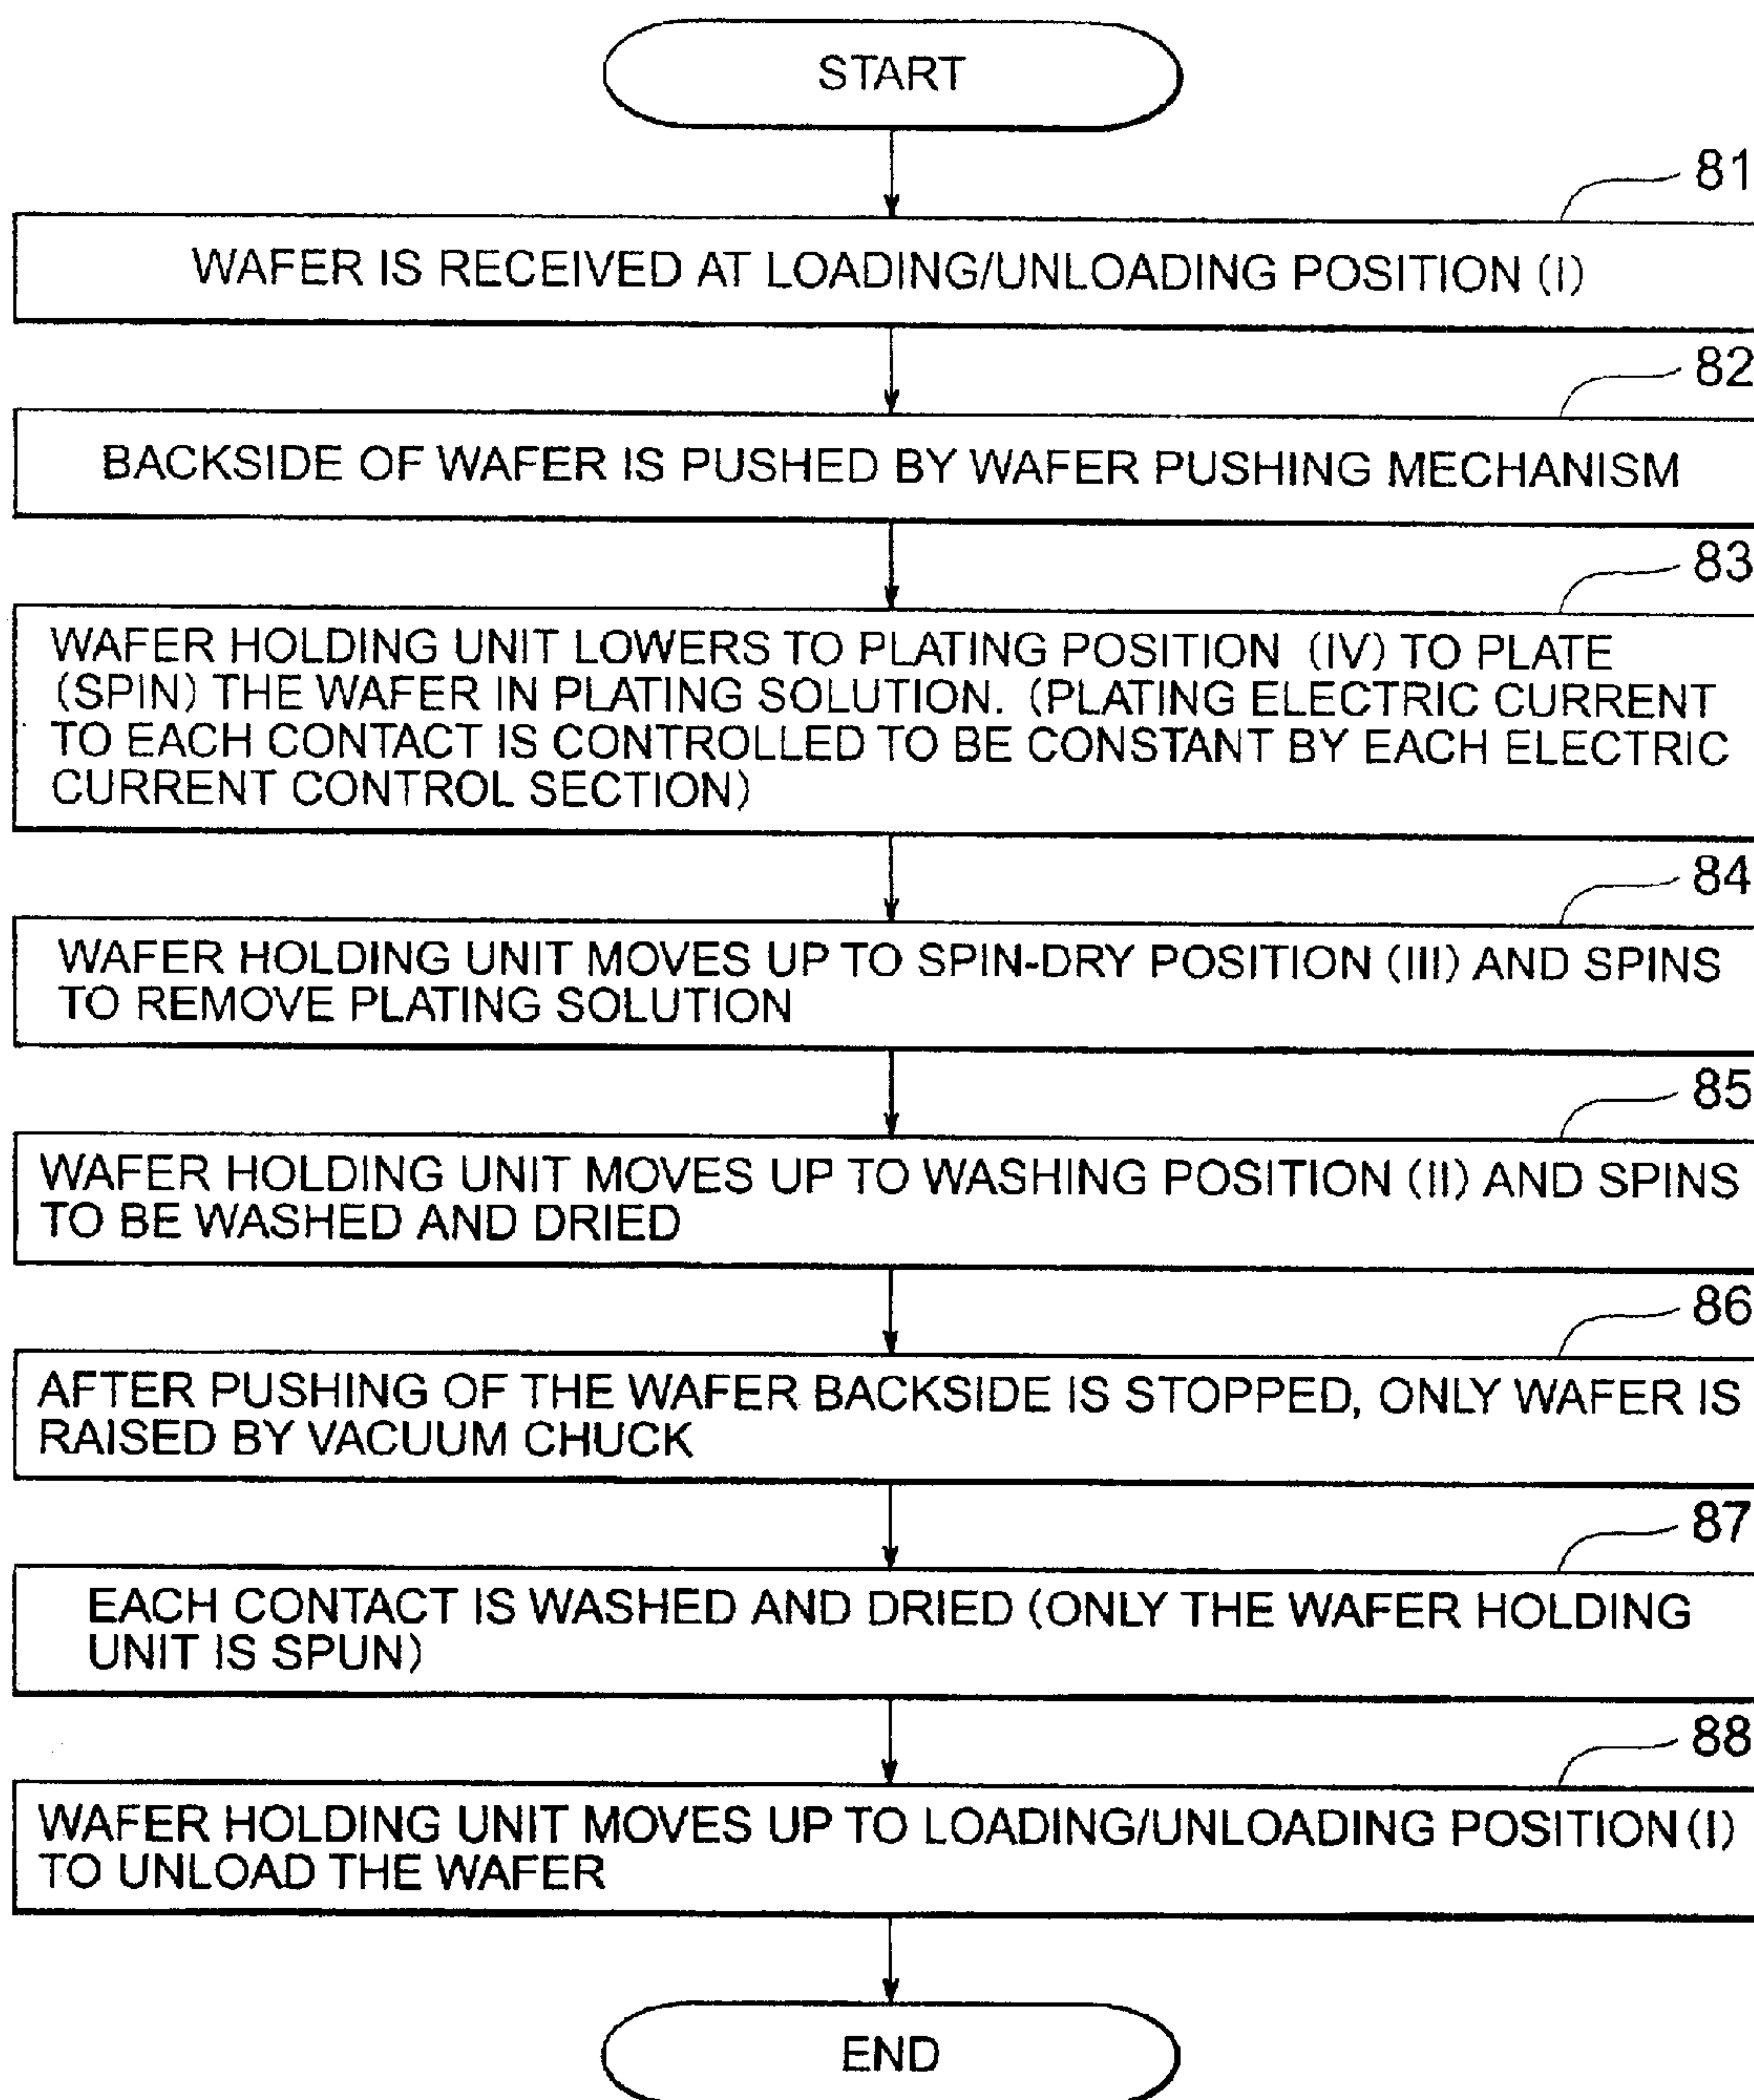 START
81
WAFER IS RECEIVED AT LOADING/UNLOADING POSITION (I)
82
BACKSIDE OF WAFER IS PUSHED BY WAFER PUSHING MECHANISM
83
WAFER HOLDING UNIT LOWERS TO PLATING POSITION (IV) TO PLATE
(SPIN) THE WAFER IN PLATING SOLUTION. (PLATING ELECTRIC CURRENT
TO EACH CONTACT IS CONTROLLED TO BE CONSTANT BY EACH ELECTRIC
CURRENT CONTROL SECTION)
84
WAFER HOLDING UNIT MOVES UP TO SPIN-DRY POSITION (III) AND SPINS
TO REMOVE PLATING SOLUTION
85
WAFER HOLDING UNIT MOVES UP TO WASHING POSITION (II) AND SPINS
TO BE WASHED AND DRIED
86
AFTER PUSHING OF THE WAFER BACKSIDE IS STOPPED, ONLY WAFER IS
RAISED BY VACUUM CHUCK
87
EACH CONTACT IS WASHED AND DRIED (ONLY THE WAFER HOLDING
UNIT IS SPUN)
88
WAFER HOLDING UNIT MOVES UP TO LOADING/UNLOADING POSITION (I)
TO UNLOAD THE WAFER
END